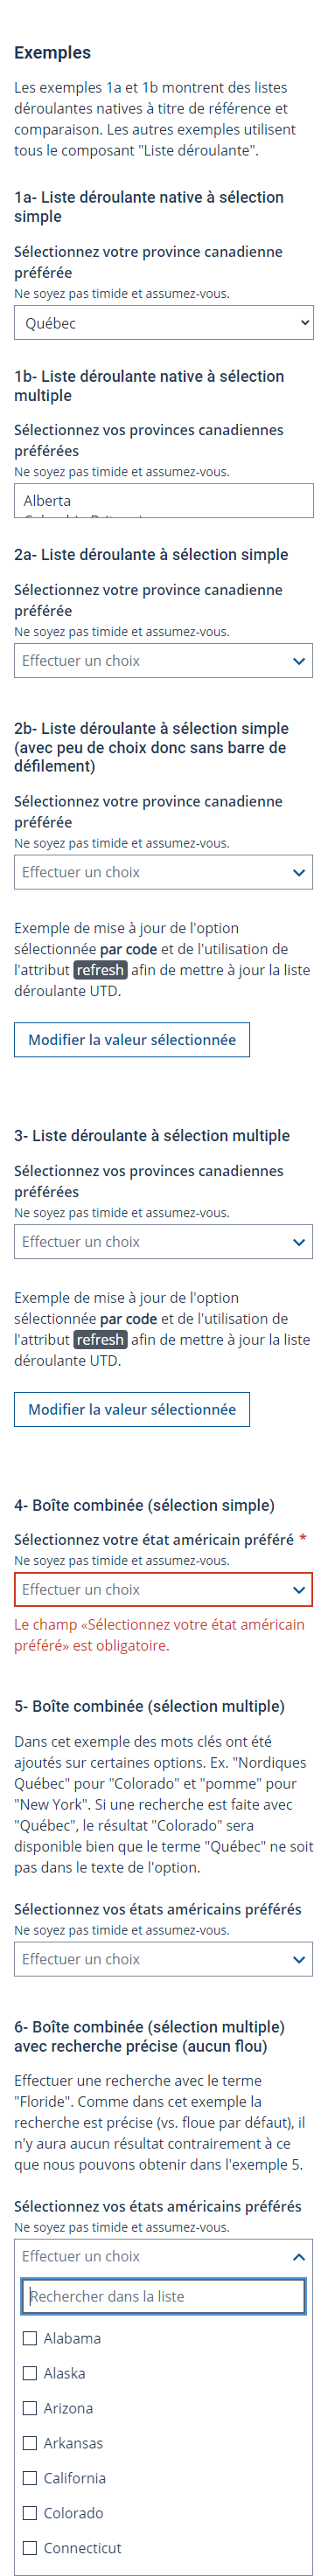 Exemples
Les exemples 1a et 1b montrent des listes
déroulantes natives à titre de référence et
comparaison. Les autres exemples utilisent
tous le composant "Liste déroulante".
1a- Liste déroulante native à sélection
simple
Sélectionnez votre province canadienne
préférée
Ne soyez pas timide et assumez-vous.
Québec
1b- Liste déroulante native à sélection
multiple
Sélectionnez vos provinces canadiennes
préférées
Ne soyez pas timide et assumez-vous.
Alberta
2a- Liste déroulante à sélection simple
Sélectionnez votre province canadienne
préférée
Ne soyez pas timide et assumez-vous.
Effectuer un choix
2b- Liste déroulante à sélection simple
(avec peu de choix donc sans barre de
défilement)
Sélectionnez votre province canadienne
préférée
Ne soyez pas timide et assumez-vous.
Effectuer un choix
Exemple de mise à jour de l'option
sélectionnée par code et de l'utilisation de
l'attribut refresh afin de mettre à jour la liste
déroulante UTD.
Modifier la valeur sélectionnée
3- Liste déroulante à sélection multiple
Sélectionnez vos provinces canadiennes
préférées
Ne soyez pas timide et assumez-vous.
Effectuer un choix
Exemple de mise à jour de l'option
sélectionnée par code et de l'utilisation de
l'attribut refresh afin de mettre à jour la liste
déroulante UTD.
Modifier la valeur sélectionnée
4- Boîte combinée (sélection simple)
Sélectionnez votre état américain préféré *
Ne soyez pas timide et assumez-vous.
Effectuer un choix
Le champ «Sélectionnez votre état américain
préféré» est obligatoire.
5- Boîte combinée (sélection multiple)
Dans cet exemple des mots clés ont été
ajoutés sur certaines options. Ex. "Nordiques
Québec" pour "Colorado" et "pomme" pour
"New York". Si une recherche est faite avec
"Québec", le résultat "Colorado" sera
disponible bien que le terme "Québec" ne soit
pas dans le texte de l'option.
Sélectionnez vos états américains préférés
Ne soyez pas timide et assumez-vous.
Effectuer un choix
6- Boîte combinée (sélection multiple)
avec recherche précise (aucun flou)
Effectuer une recherche avec le terme
"Floride". Comme dans cet exemple la
recherche est précise (vs. floue par défaut), il
n'y aura aucun résultat contrairement à ce
que nous pouvons obtenir dans l'exemple 5.
Sélectionnez vos états américains préférés
Ne soyez pas timide et assumez-vous.
Effectuer un choix
Rechercher dans la liste
Alabama
Alaska
Arizona
Arkansas
California
Colorado
Connecticut